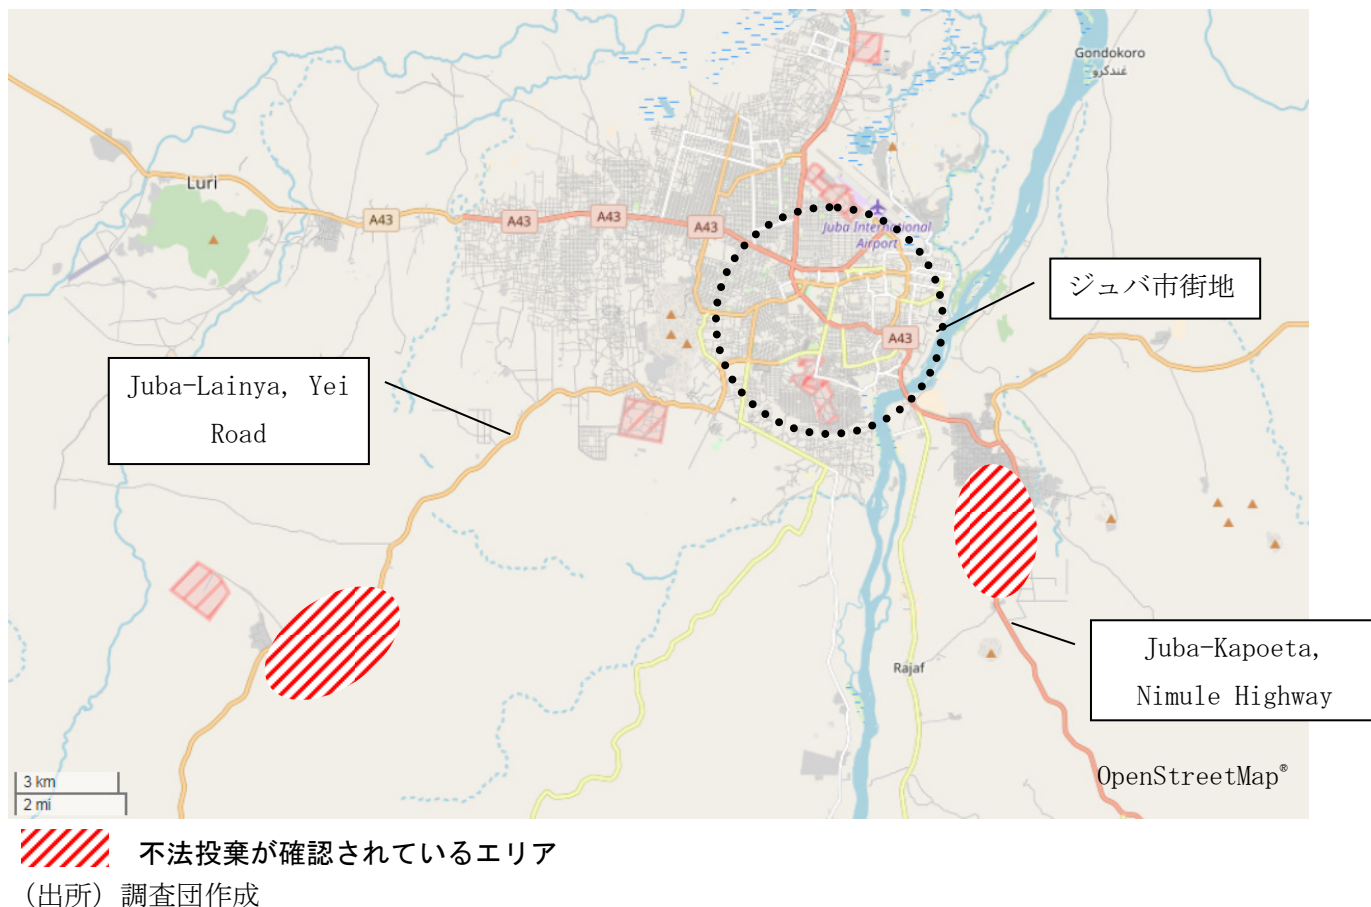 Gondokoro
غندكرو
Luri
A43
A43
A43
A43
Juba International
Airport
ジュバ市街地
A43
Juba-Lainya, Yei
Road
Rajaf
Juba-Kapoeta,
Nimule Highway
3 km
2 mi
OpenStreetMap®
不法投棄が確認されているエリア
(出所) 調査団作成